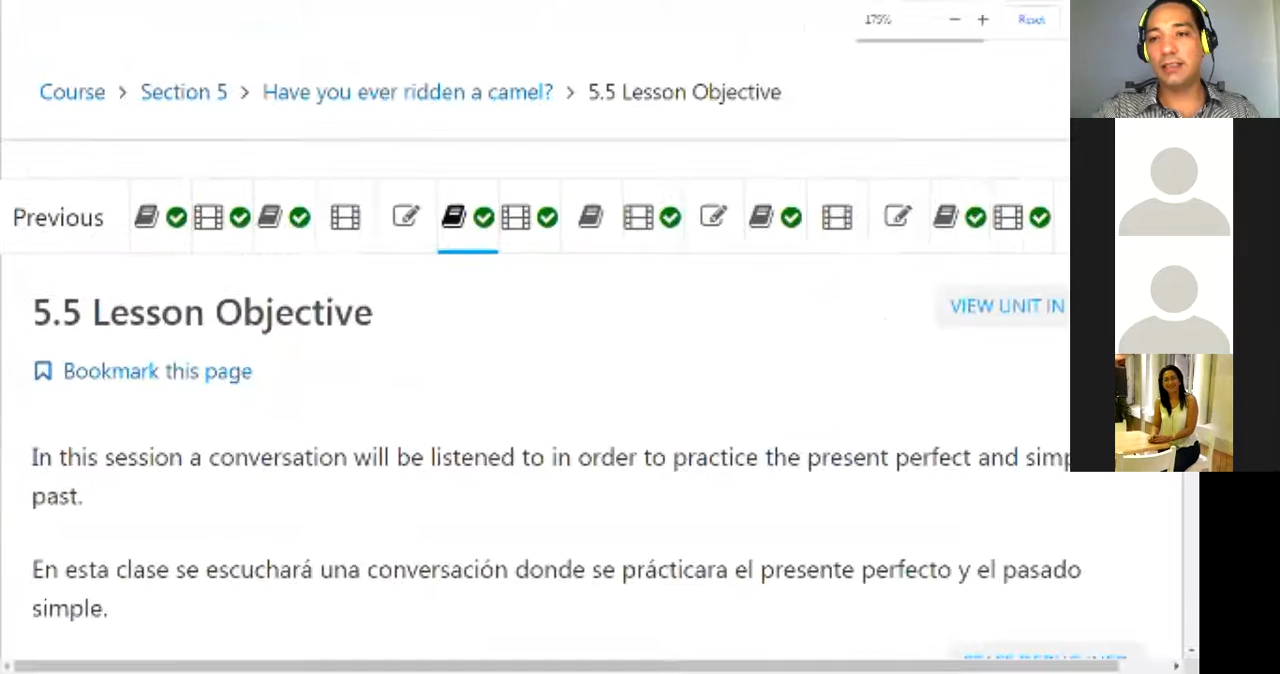 175% − + Reset
Course > Section 5 > Have you ever ridden a camel? > 5.5 Lesson Objective
Previous
5.5 Lesson Objective
VIEW UNIT IN
Bookmark this page
In this session a conversation will be listened to in order to practice the present perfect and simp
past.
En esta clase se escuchará una conversación donde se prácticara el presente perfecto y el pasado
simple.